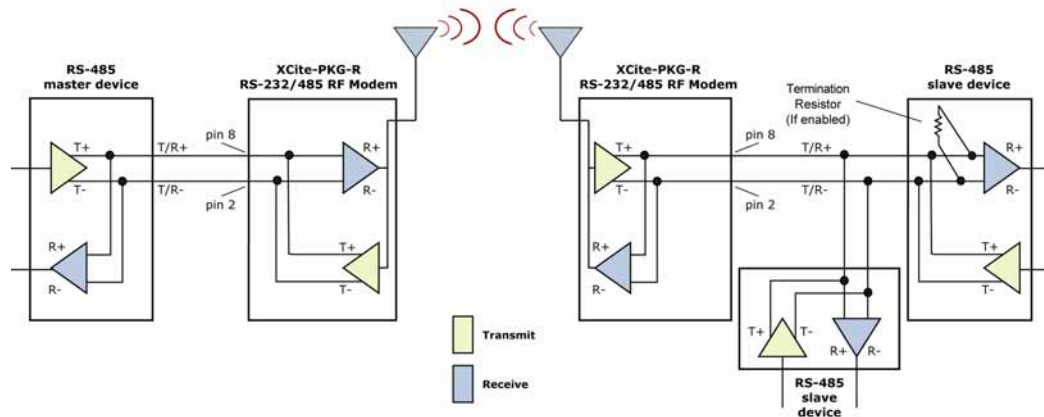 RS-485
master device
XCite-PKG-R
RS-232/485 RF Modem
XCite-PKG-R
RS-232/485 RF Modem
RS-485
slave device
Termination
Resistor
(If enabled)
T+
T-
R+
R-
T/R+
T/R-
pin 8
pin 2
R+
R-
T+
T-
T+
T-
R+
R-
pin 8
T/R+
T/R-
pin 2
R+
R-
T+
T-
T+
T-
R+
R-
RS-485
slave
device
Transmit
Receive